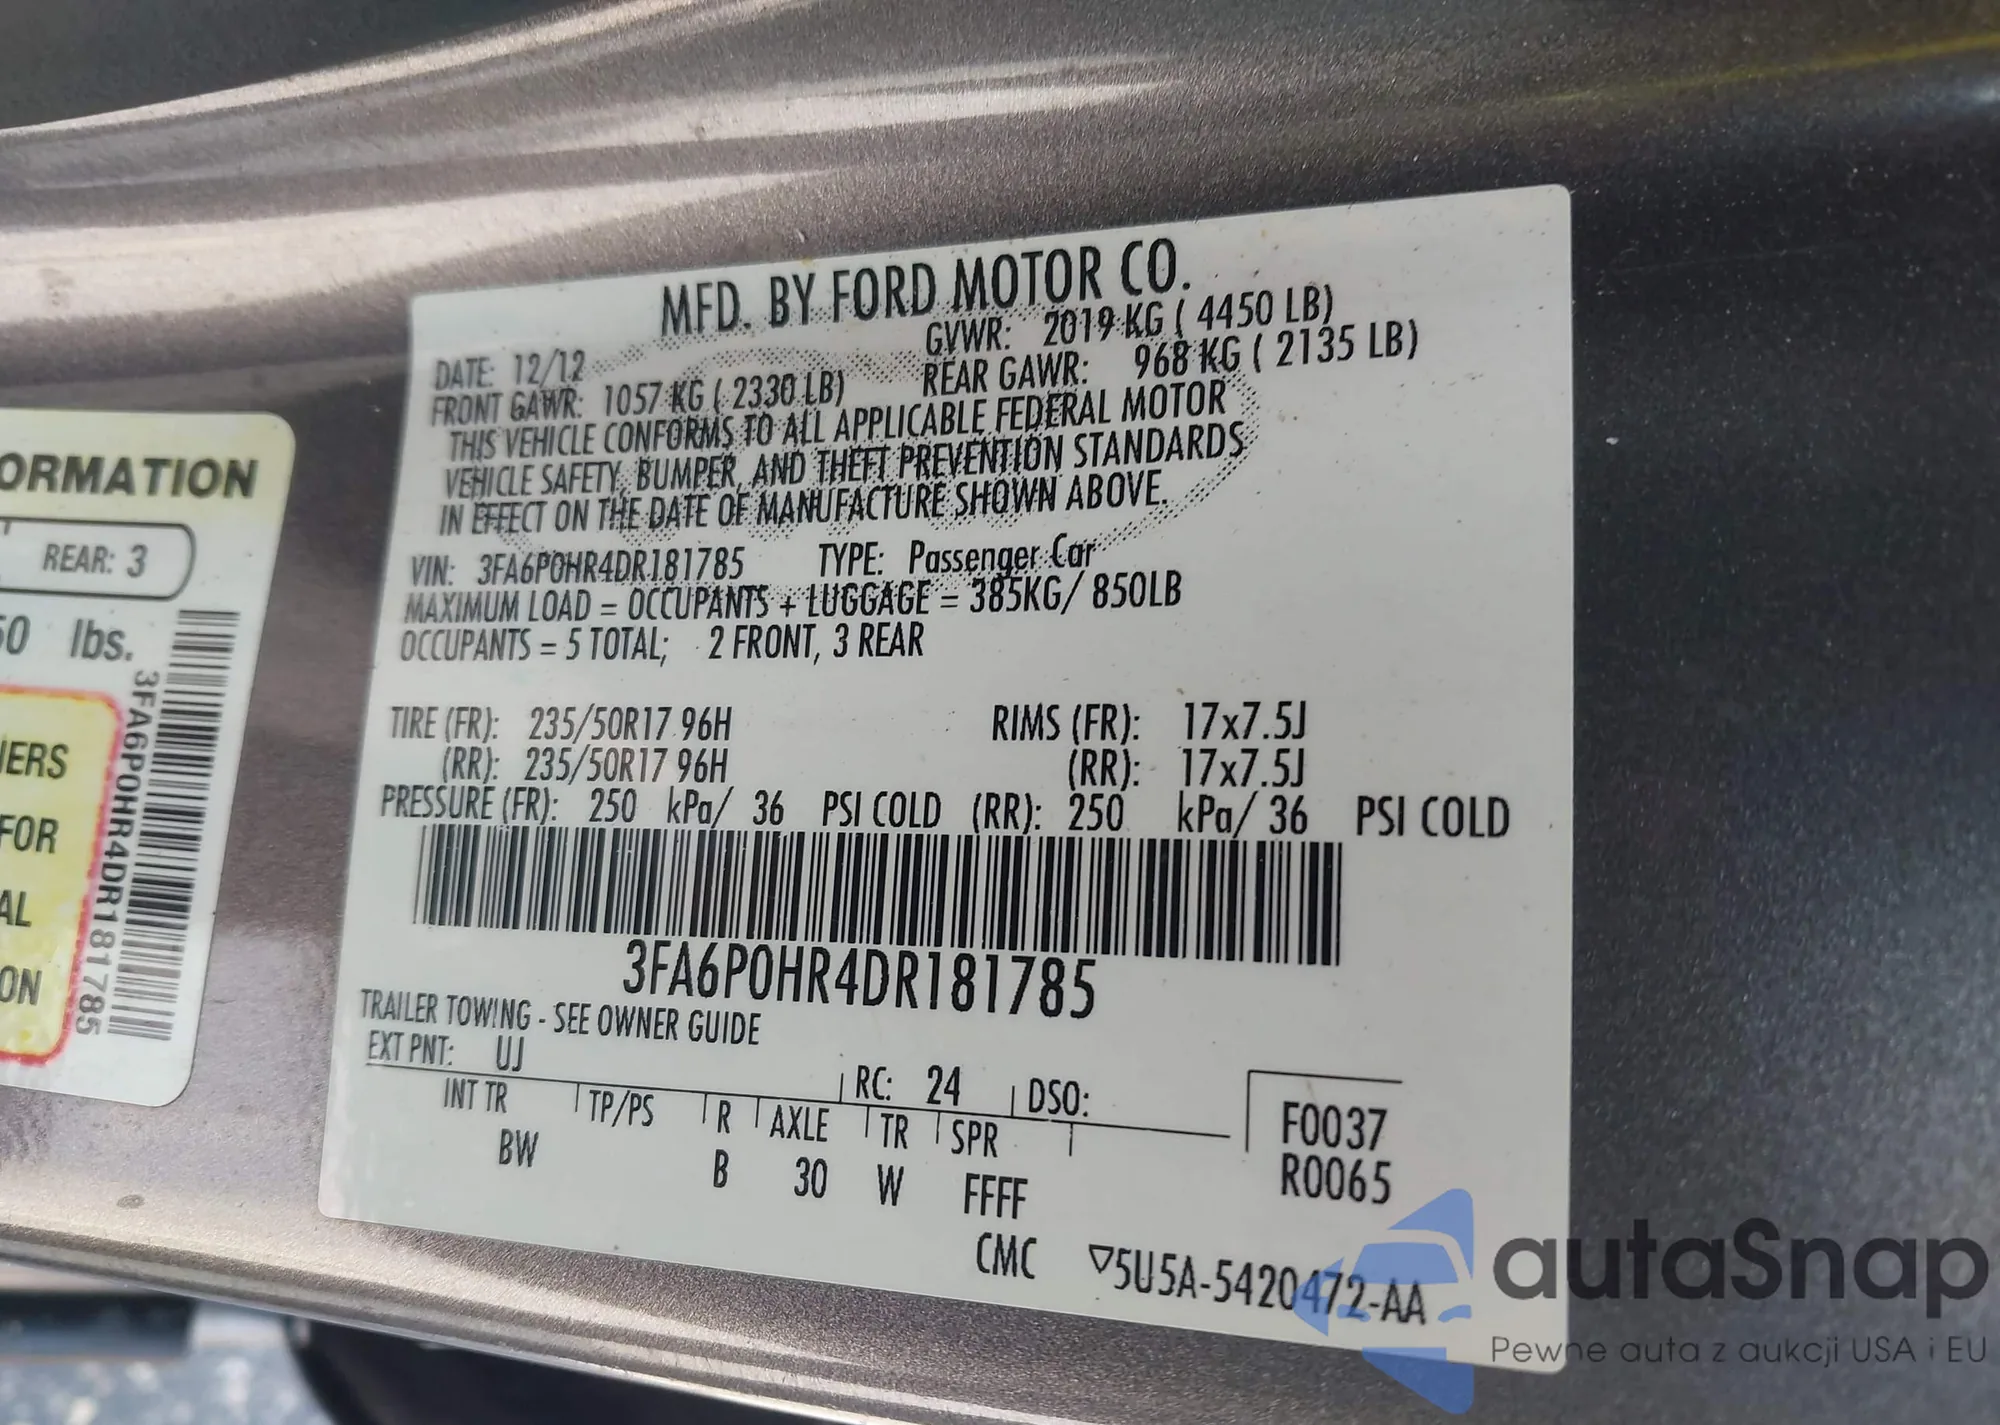 ORMATION
REAR: 3
50 lbs.
3FA6P0HR4DR181785
FOR
AL
ON
MFD. BY FORD MOTOR CO.
DATE: 12/12 GVWR: 2019 KG ( 4450 LB)
FRONT GAWR: 1057 KG ( 2330 LB) REAR GAWR: 968 KG ( 2135 LB)
THIS VEHICLE CONFORMS TO ALL APPLICABLE FEDERAL MOTOR
VEHICLE SAFETY, BUMPER, AND THEFT PREVENTION STANDARDS
IN EFFECT ON THE DATE OF MANUFACTURE SHOWN ABOVE.
VIN: 3FA6P0HR4DR181785 TYPE: Passenger Car
MAXIMUM LOAD = OCCUPANTS + LUGGAGE = 385KG/ 850LB
OCCUPANTS = 5 TOTAL; 2 FRONT, 3 REAR
TIRE (FR): 235/50R17 96H RIMS (FR): 17x7.5J
(RR): 235/50R17 96H (RR): 17x7.5J
PRESSURE (FR): 250 kPa/ 36 PSI COLD (RR): 250 kPa/ 36 PSI COLD
3FA6P0HR4DR181785
TRAILER TOWING - SEE OWNER GUIDE
EXT PNT: UJ RC: 24 DSO:
INT TR TP/PS R AXLE TR SPR
BW B 30 W FFFF
F0037
R0065
CMC ▽5U5A-5420472-AA
autaSnap
Pewne auta z aukcji USA i EU